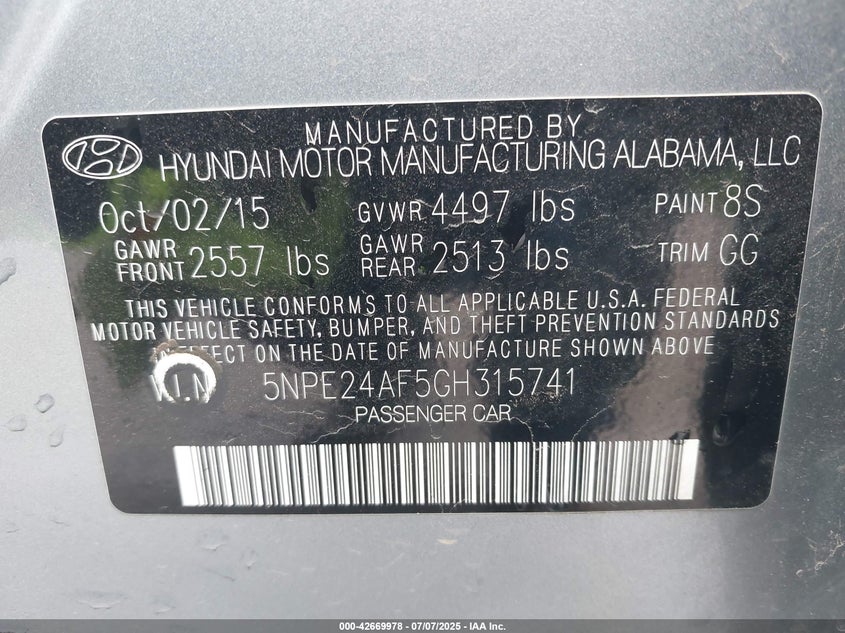 MANUFACTURED BY
HYUNDAI MOTOR MANUFACTURING ALABAMA, LLC
Oct/02/15 GVWR 4497 lbs PAINT 8S
GAWR FRONT 2557 lbs GAWR REAR 2513 lbs TRIM GG
THIS VEHICLE CONFORMS TO ALL APPLICABLE U.S.A. FEDERAL
MOTOR VEHICLE SAFETY, BUMPER, AND THEFT PREVENTION STANDARDS
IN EFFECT ON THE DATE OF MANUFACTURE SHOWN ABOVE
V.I.N 5NPE24AF5GH315741
PASSENGER CAR
000-42669978 - 07/07/2025 - IAA Inc.